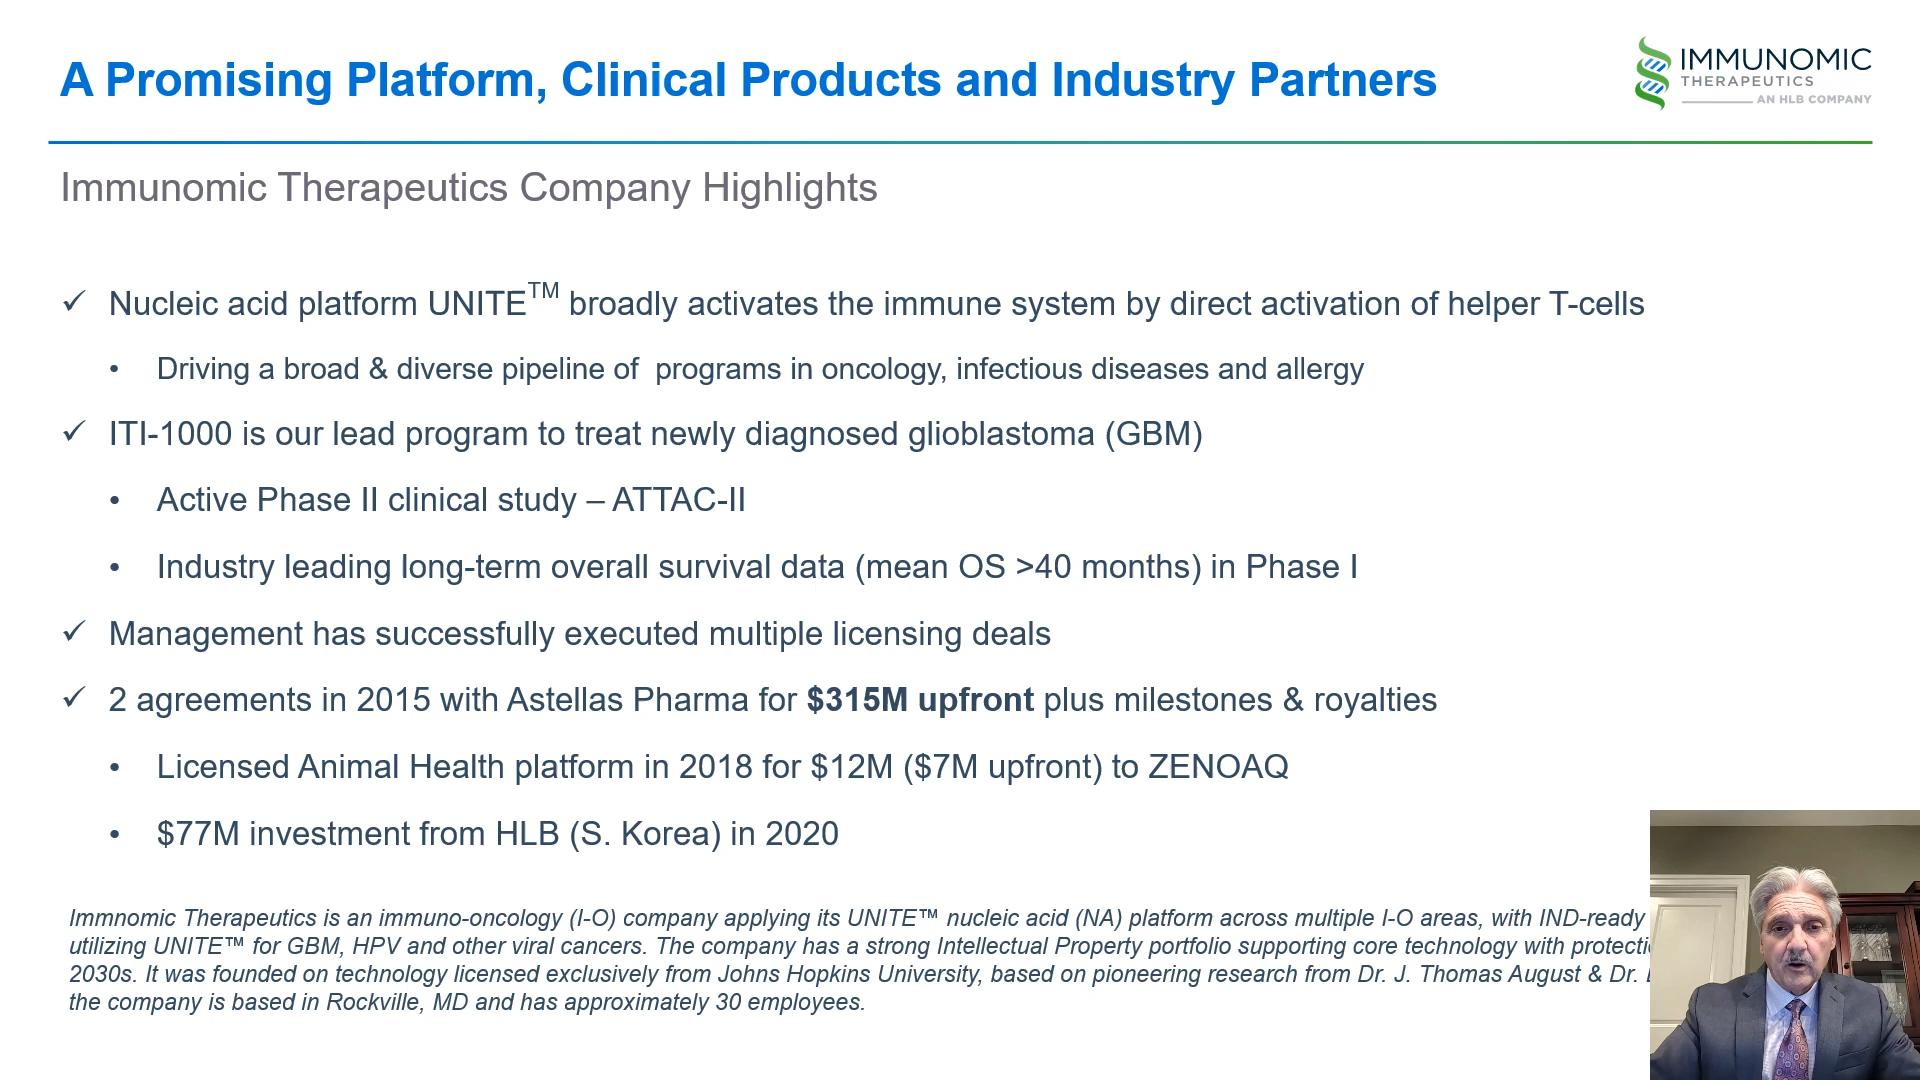 A Promising Platform, Clinical Products and Industry Partners
IMMUNOMIC
THERAPEUTICS
AN HLB COMPANY
Immunomic Therapeutics Company Highlights
✓ Nucleic acid platform UNITE™ broadly activates the immune system by direct activation of helper T-cells
• Driving a broad & diverse pipeline of programs in oncology, infectious diseases and allergy
✓ ITI-1000 is our lead program to treat newly diagnosed glioblastoma (GBM)
• Active Phase II clinical study – ATTAC-II
• Industry leading long-term overall survival data (mean OS >40 months) in Phase I
✓ Management has successfully executed multiple licensing deals
✓ 2 agreements in 2015 with Astellas Pharma for $315M upfront plus milestones & royalties
• Licensed Animal Health platform in 2018 for $12M ($7M upfront) to ZENOAQ
• $77M investment from HLB (S. Korea) in 2020
Immnomic Therapeutics is an immuno-oncology (I-O) company applying its UNITE™ nucleic acid (NA) platform across multiple I-O areas, with IND-ready
utilizing UNITE™ for GBM, HPV and other viral cancers. The company has a strong Intellectual Property portfolio supporting core technology with
2030s. It was founded on technology licensed exclusively from Johns Hopkins University, based on pioneering research from Dr. J. Thomas August & Dr.
the company is based in Rockville, MD and has approximately 30 employees.